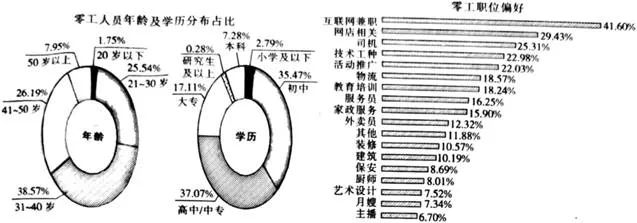 零工人员年龄及学历分布占比
7.95%
50岁以上
1.75%
20岁以下
25.54%
21~30岁
26.19%
41~50岁
年龄
38.57%
31~40岁
0.28%
研究生及以上
7.28%
本科
2.79%
小学及以下
35.47%
初中
17.11%
大专
学历
37.07%
高中/中专
零工职位偏好
互联网兼职 41.60%
网店相关 29.43%
司机 25.31%
技术工种 22.98%
活动推广 22.03%
物流 18.57%
教育培训 18.24%
服务员 16.25%
家政服务 15.90%
外卖员 12.32%
其他 11.88%
装修 10.57%
建筑 10.19%
保安 8.69%
厨师 8.01%
艺术设计 7.52%
月嫂 7.34%
主播 6.70%